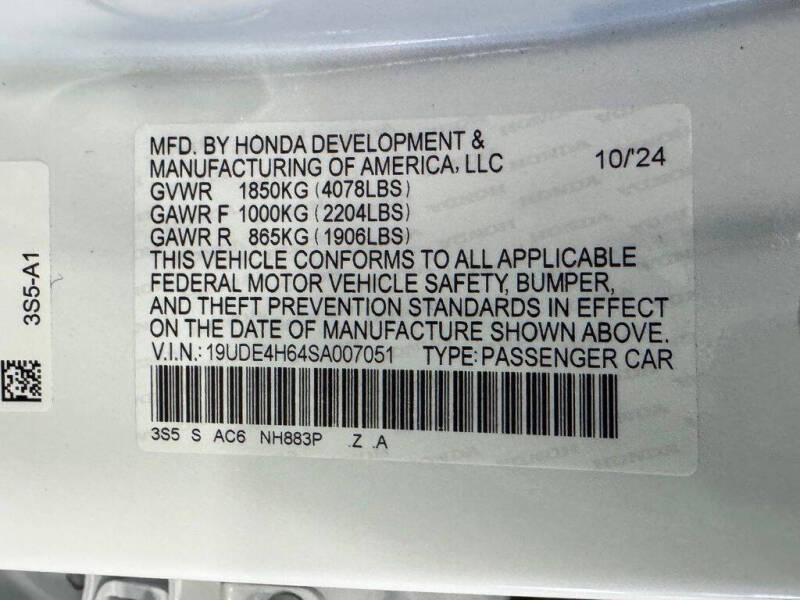 MFD. BY HONDA DEVELOPMENT &
MANUFACTURING OF AMERICA, LLC 10/'24
GVWR 1850KG (4078LBS)
GAWR F 1000KG (2204LBS)
GAWR R 865KG (1906LBS)
THIS VEHICLE CONFORMS TO ALL APPLICABLE
FEDERAL MOTOR VEHICLE SAFETY, BUMPER,
AND THEFT PREVENTION STANDARDS IN EFFECT
ON THE DATE OF MANUFACTURE SHOWN ABOVE.
V.I.N.: 19UDE4H64SA007051 TYPE: PASSENGER CAR
3S5 S AC6 NH883P .Z .A
3S5-A1